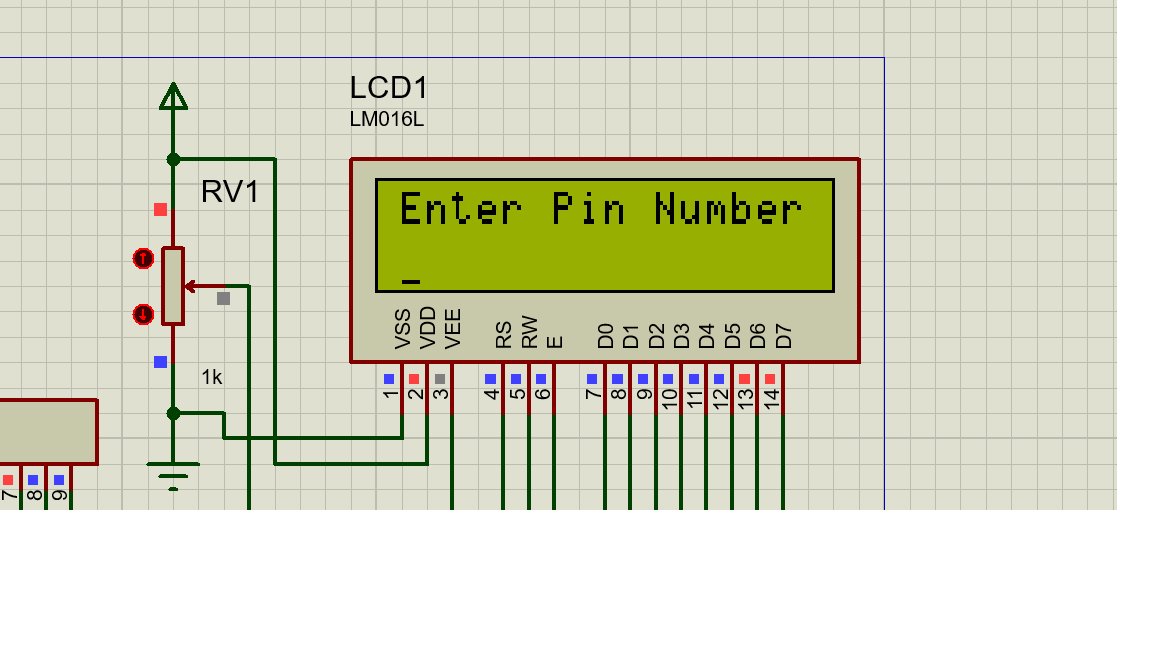 LCD1
LM016L
RV1
Enter Pin Number
_
VSS VDD VEE RS RW E D0 D1 D2 D3 D4 D5 D6 D7
1k
1 2 3 4 5 6 7 8 9 10 11 12 13 14
7 8 9